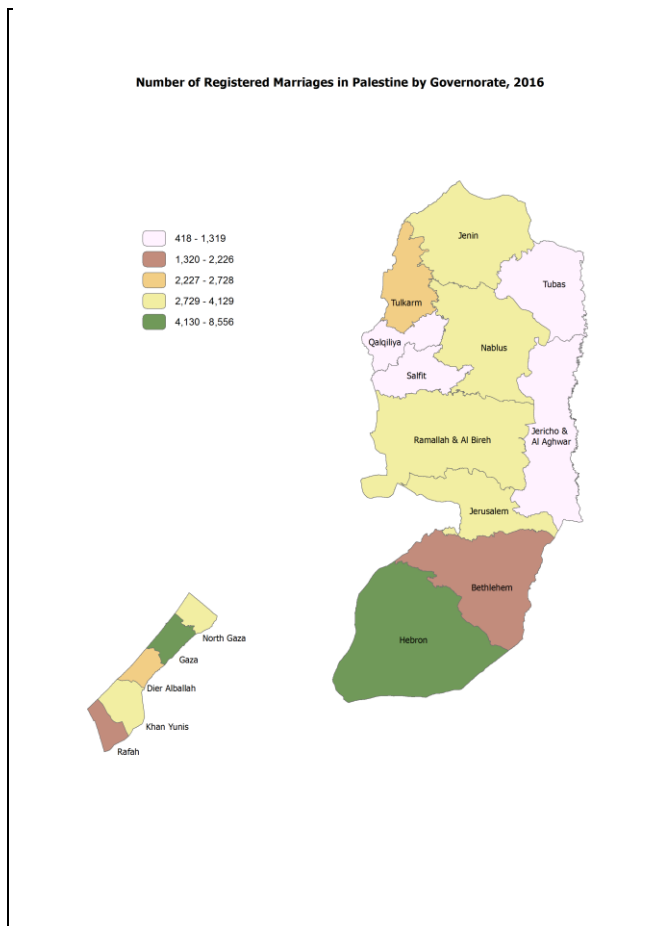 Number of Registered Marriages in Palestine by Governorate, 2016
418 - 1,319
1,320 - 2,226
2,227 - 2,728
2,729 - 4,129
4,130 - 8,556
Jenin
Tubas
Tulkarm
Qalqiliya
Nablus
Salfit
Ramallah & Al Bireh
Jericho &
Al Aghwar
Jerusalem
Bethlehem
Hebron
North Gaza
Gaza
Dier Alballah
Khan Yunis
Rafah